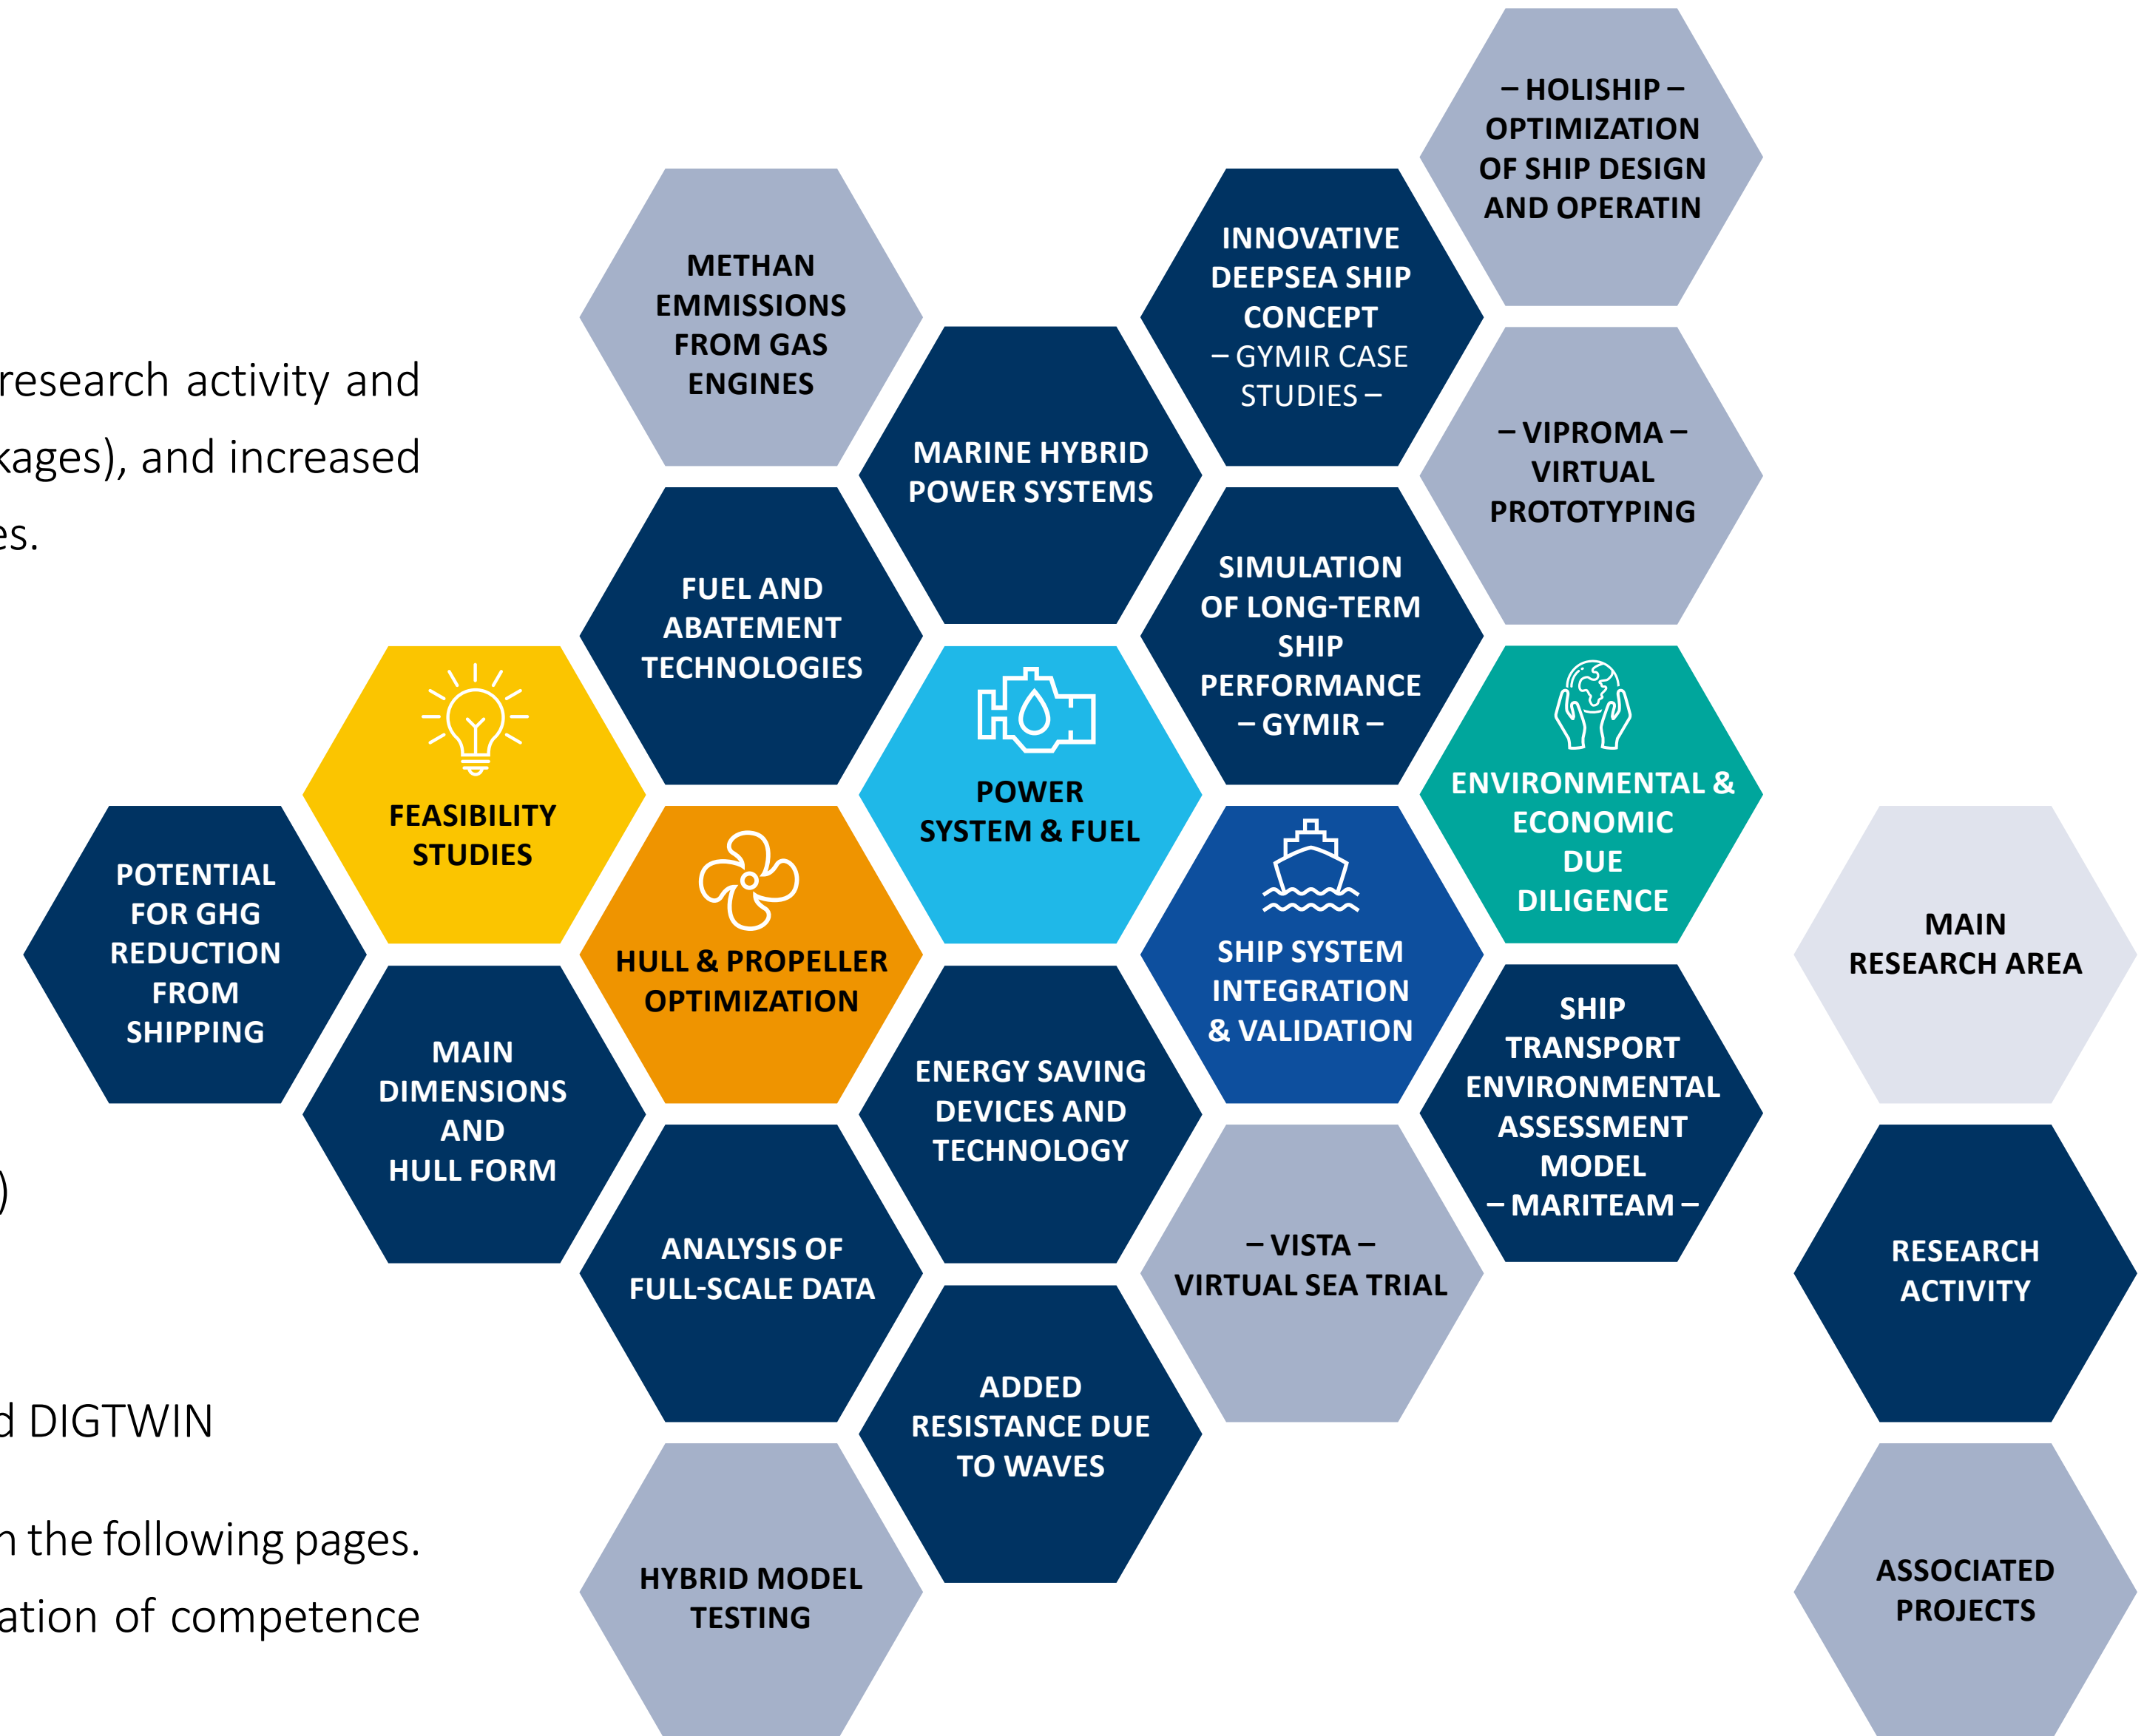 research activity and
kages), and increased
es.
)
d DIGTWIN
n the following pages.
ation of competence
– HOLISHIP –
OPTIMIZATION
OF SHIP DESIGN
AND OPERATIN
METHAN
EMMISSIONS
FROM GAS
ENGINES
INNOVATIVE
DEEPSEA SHIP
CONCEPT
– GYMIR CASE
STUDIES –
MARINE HYBRID
POWER SYSTEMS
– VIPROMA –
VIRTUAL
PROTOTYPING
FUEL AND
ABATEMENT
TECHNOLOGIES
SIMULATION
OF LONG-TERM
SHIP
PERFORMANCE
– GYMIR –
FEASIBILITY
STUDIES
POWER
SYSTEM & FUEL
ENVIRONMENTAL &
ECONOMIC
DUE
DILIGENCE
POTENTIAL
FOR GHG
REDUCTION
FROM
SHIPPING
HULL & PROPELLER
OPTIMIZATION
SHIP SYSTEM
INTEGRATION
& VALIDATION
MAIN
DIMENSIONS
AND
HULL FORM
ENERGY SAVING
DEVICES AND
TECHNOLOGY
SHIP
TRANSPORT
ENVIRONMENTAL
ASSESSMENT
MODEL
– MARITEAM –
ANALYSIS OF
FULL-SCALE DATA
– VISTA –
VIRTUAL SEA TRIAL
ADDED
RESISTANCE DUE
TO WAVES
HYBRID MODEL
TESTING
MAIN
RESEARCH AREA
RESEARCH
ACTIVITY
ASSOCIATED
PROJECTS